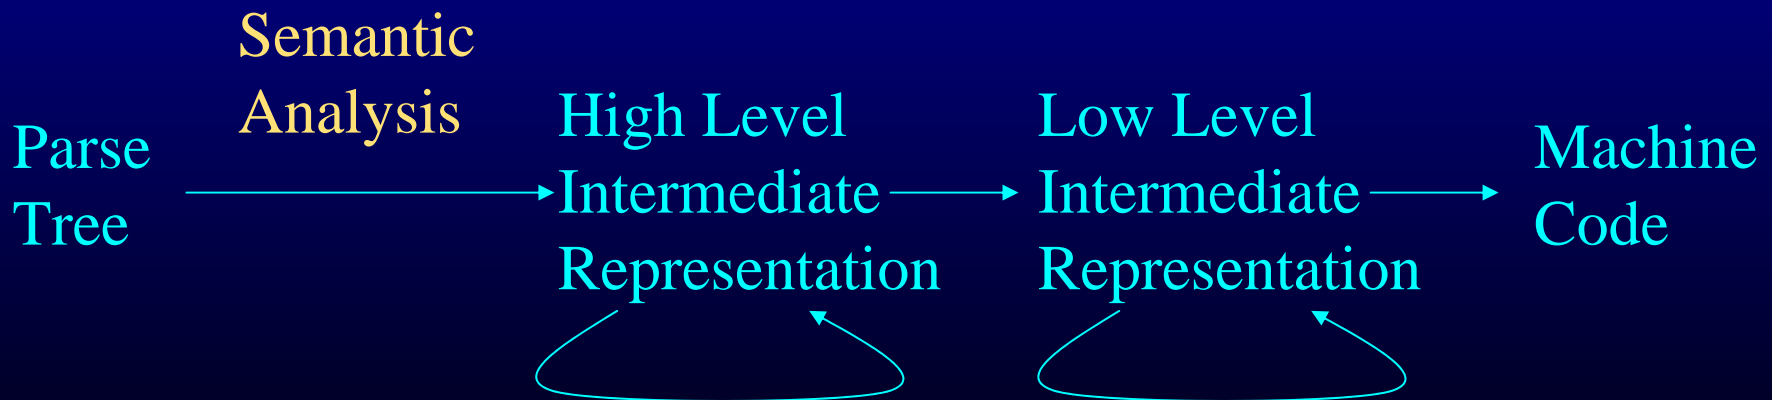 Semantic
Analysis
Parse
Tree
High Level
Intermediate
Representation
Low Level
Intermediate
Representation
Machine
Code